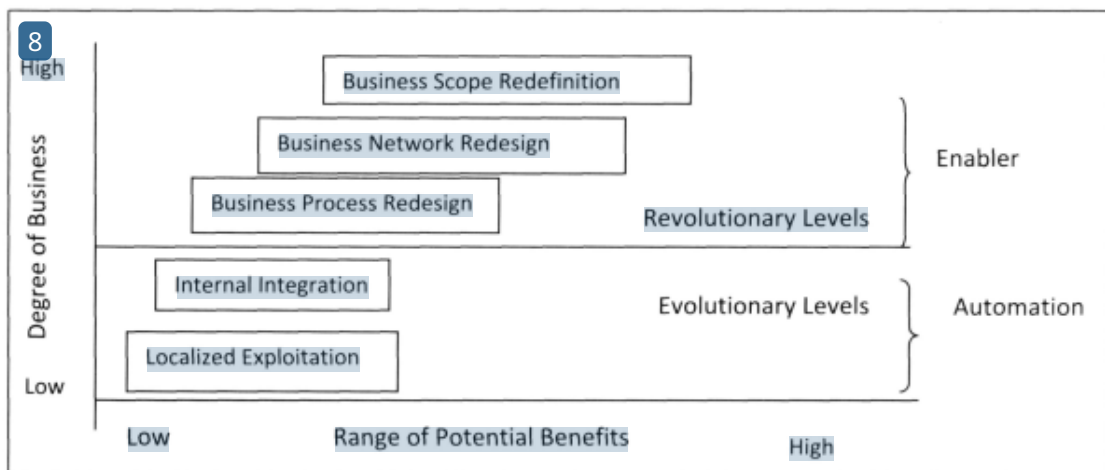 8
High
Business Scope Redefinition
Business Network Redesign
Enabler
Business Process Redesign
Revolutionary Levels
Degree of Business
Internal Integration
Evolutionary Levels
Automation
Localized Exploitation
Low
Low
Range of Potential Benefits
High